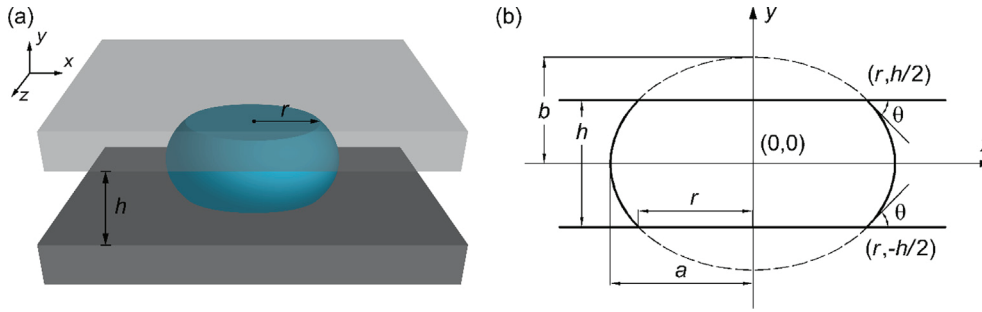 (a)
y
x
z
r
h
(b)
y
(r,h/2)
θ
b
h
(0,0)
r
θ
(r,-h/2)
a